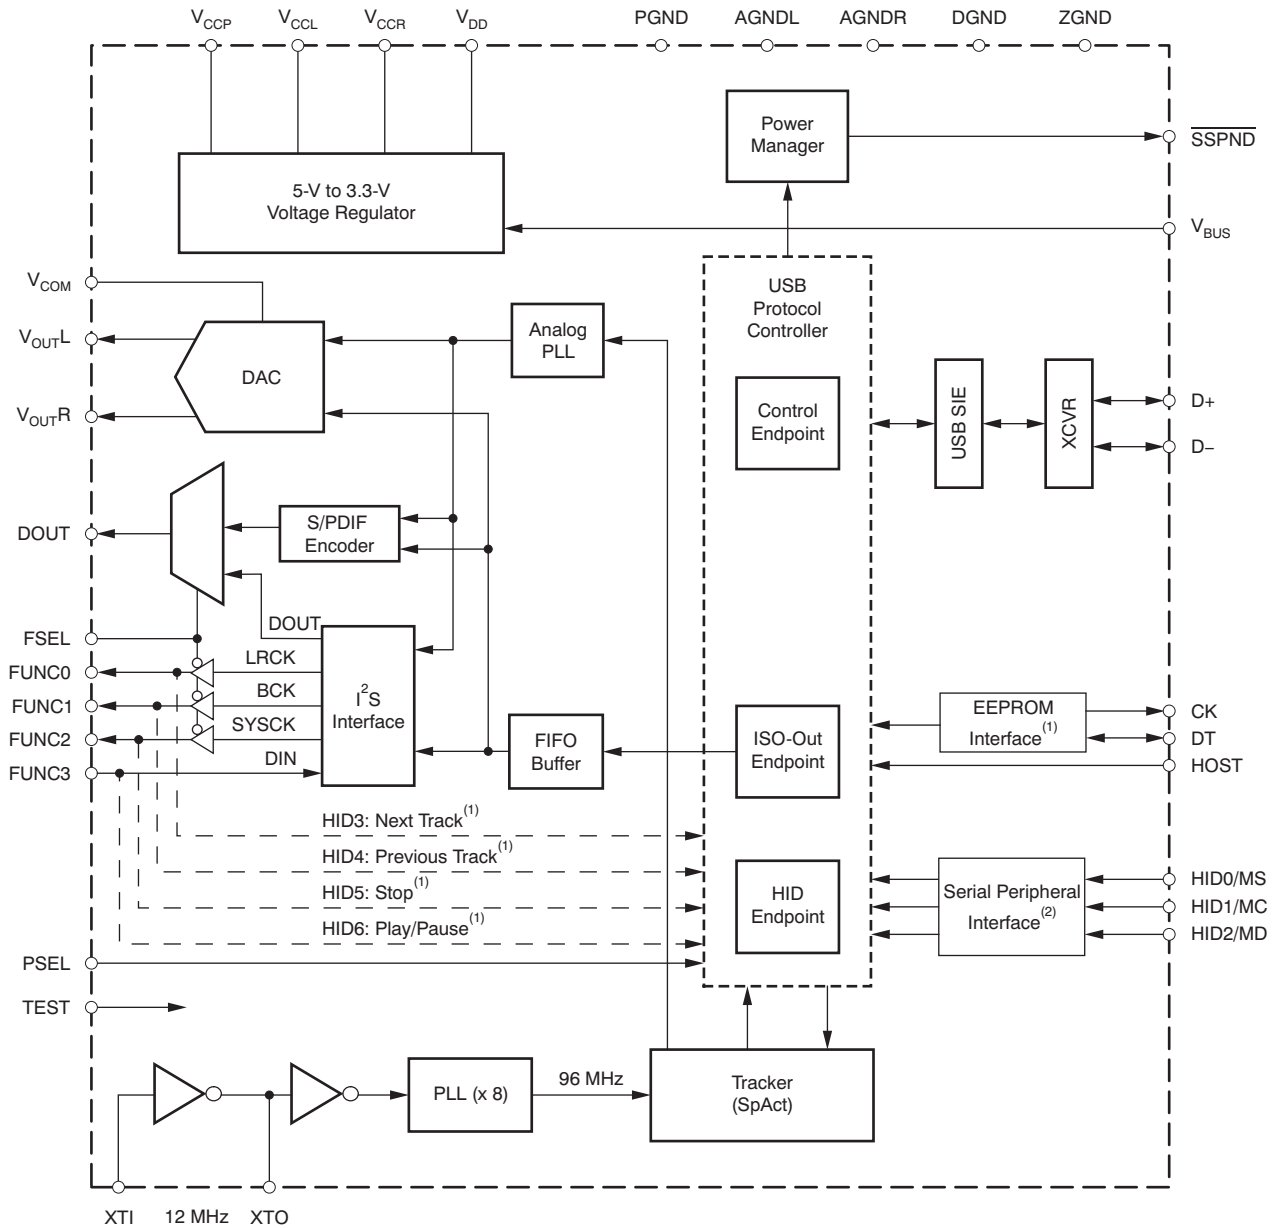 VCCP VCCL VCCR VDD PGND AGNDL AGNDR DGND ZGND
Power
Manager
SSPND
5-V to 3.3-V
Voltage Regulator
VBUS
VCOM
USB
Protocol
Controller
VOUTL
Analog
PLL
DAC
VOUTR
Control
Endpoint
USB SIE
XCVR
D+
D–
DOUT
S/PDIF
Encoder
FSEL
DOUT
FUNC0
LRCK
FUNC1
BCK
FUNC2
SYSCK
FUNC3
DIN
I2S
Interface
FIFO
Buffer
ISO-Out
Endpoint
EEPROM
Interface(1)
CK
DT
HOST
HID3: Next Track(1)
HID4: Previous Track(1)
HID5: Stop(1)
HID6: Play/Pause(1)
HID
Endpoint
Serial Peripheral
Interface(2)
HID0/MS
HID1/MC
HID2/MD
PSEL
TEST
PLL (x 8)
96 MHz
Tracker
(SpAct)
XTI 12 MHz XTO